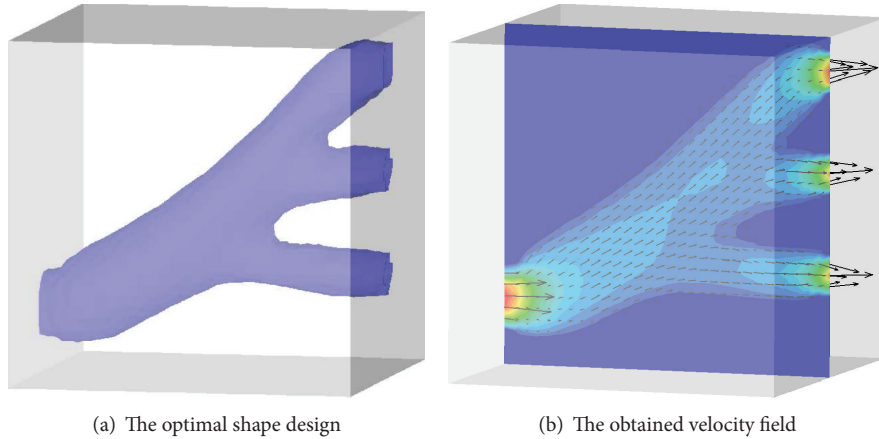 (a) The optimal shape design
(b) The obtained velocity field